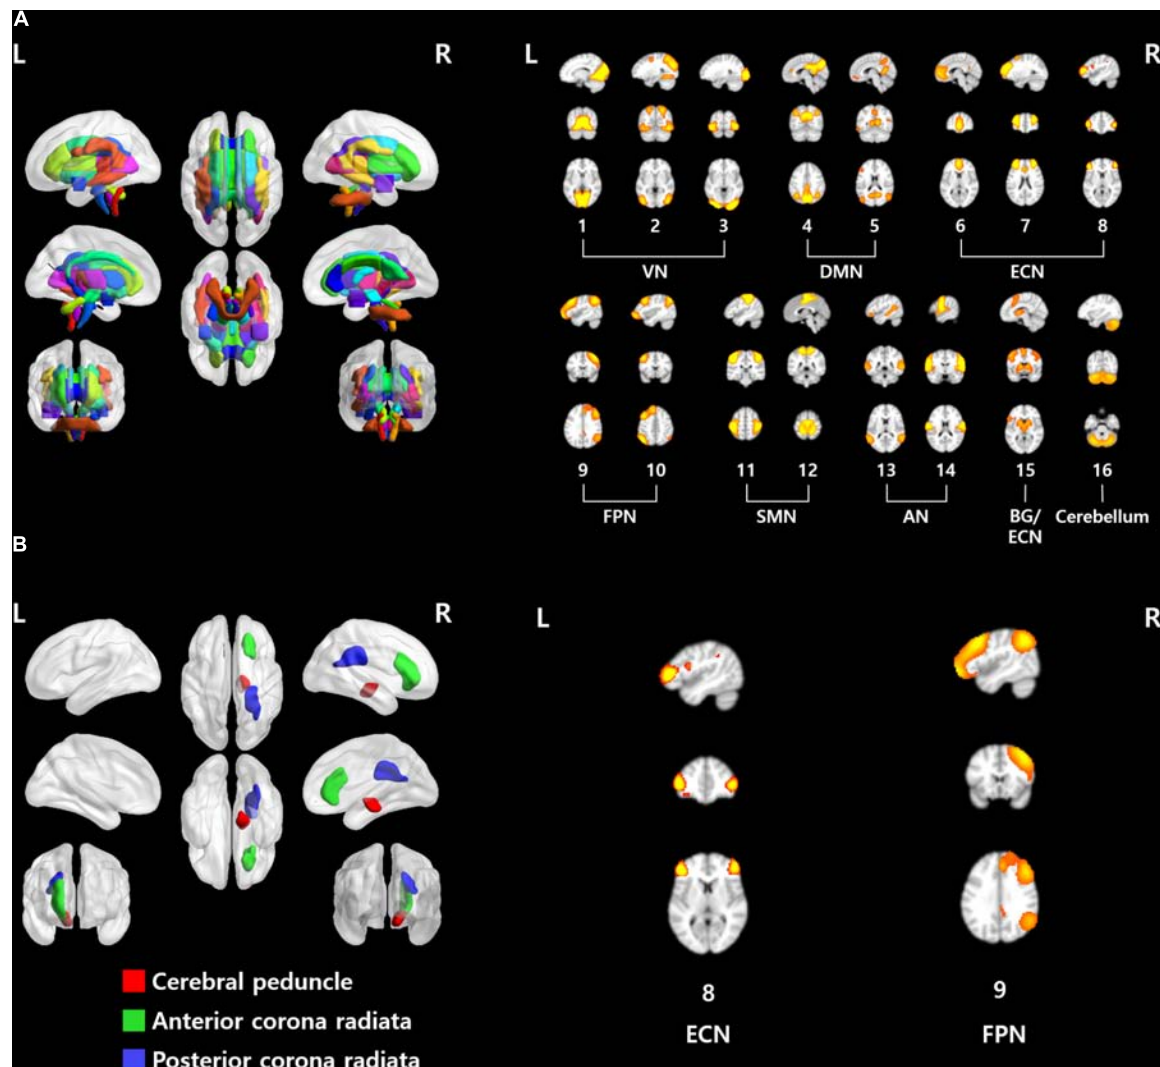 A
L R L R
1 2 3 4 5 6 7 8
VN DMN ECN
9 10 11 12 13 14 15 16
FPN SMN AN BG/ Cerebellum
ECN
B
L R L R
Cerebral peduncle
Anterior corona radiata
Posterior corona radiata
8 9
ECN FPN